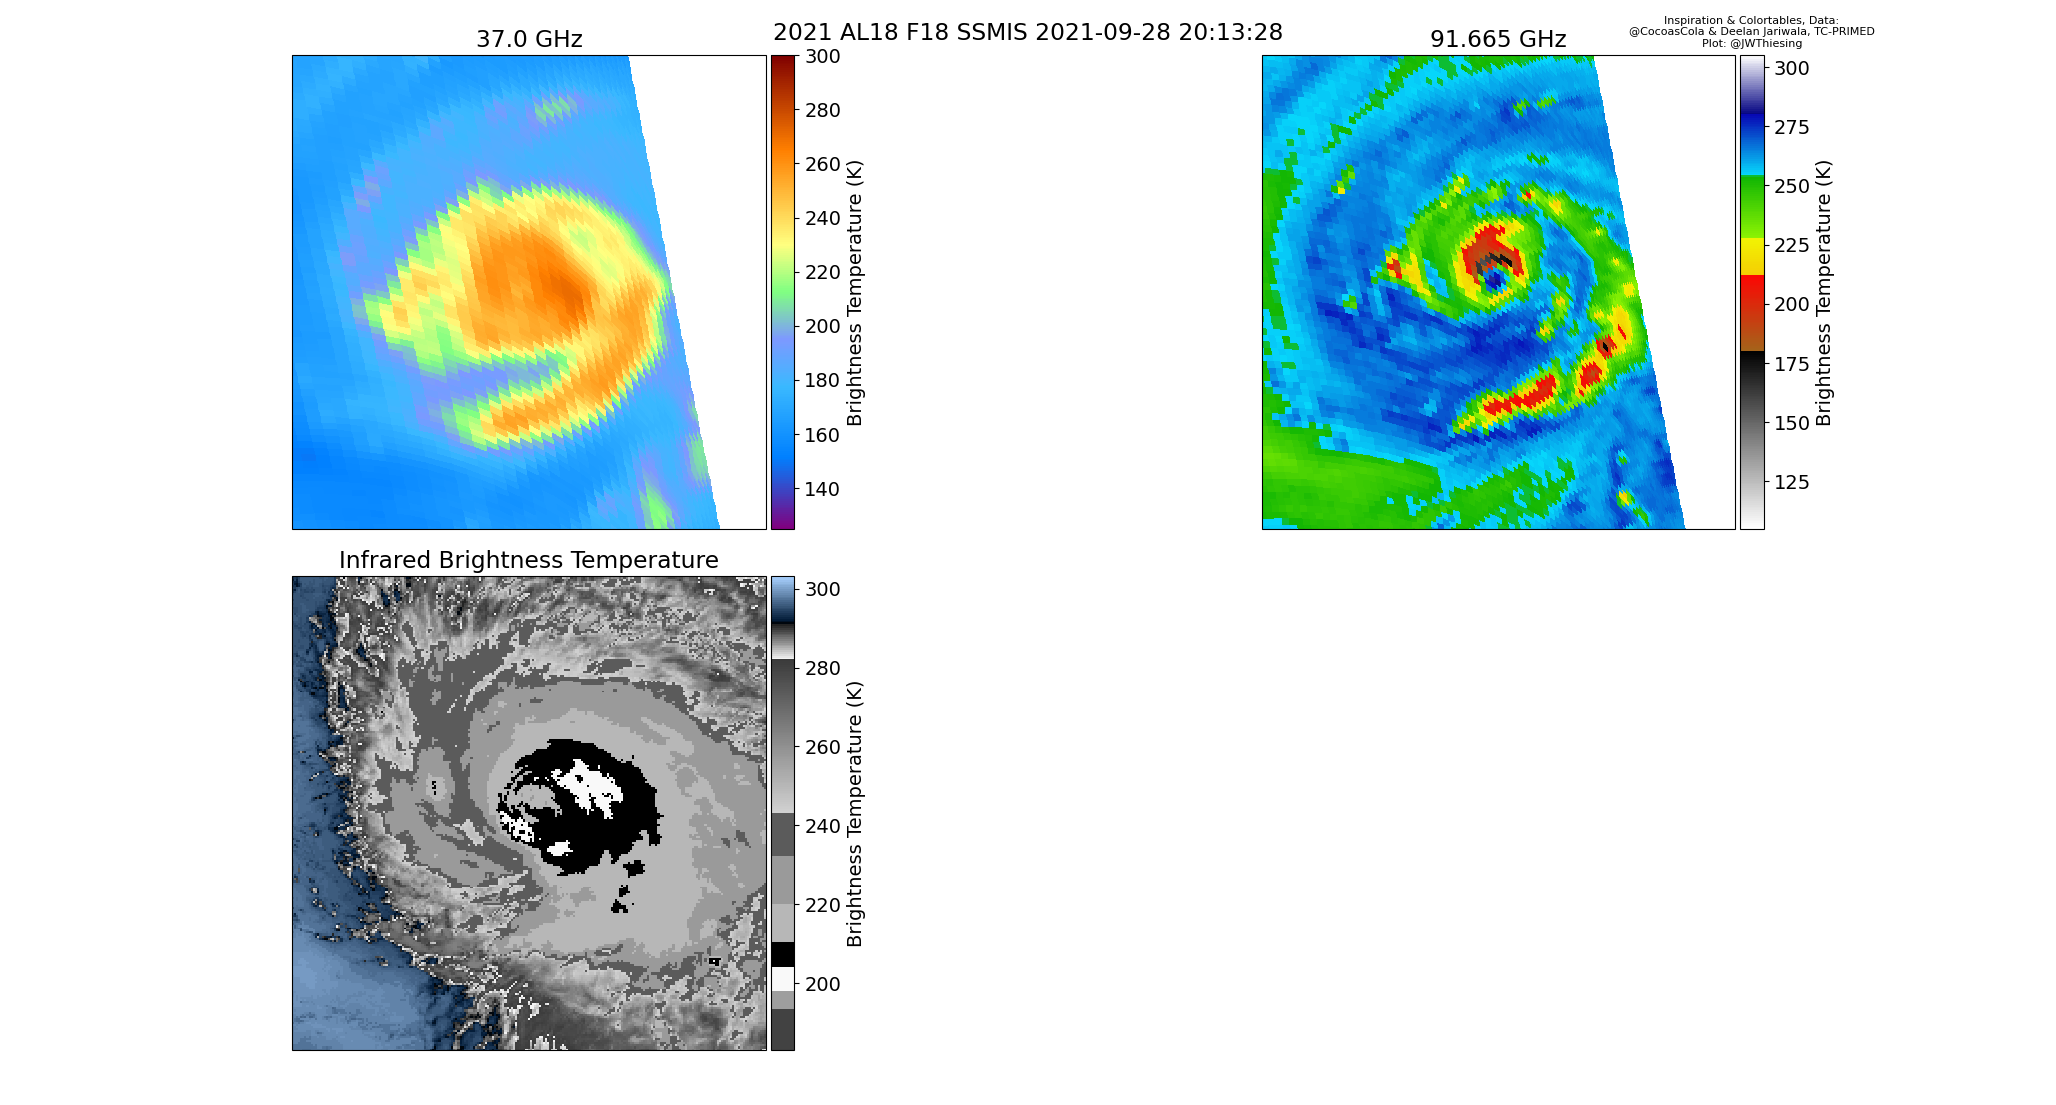 2021 AL18 F18 SSMIS 2021-09-28 20:13:28
Inspiration & Colortables, Data:
@CocoasCola & Deelan Jariwala, TC-PRIMED
Plot: @JWThiesing
37.0 GHz
300
280
260
240
220
200
180
160
140
Brightness Temperature (K)
91.665 GHz
300
275
250
225
200
175
150
125
Brightness Temperature (K)
Infrared Brightness Temperature
300
280
260
240
220
200
Brightness Temperature (K)